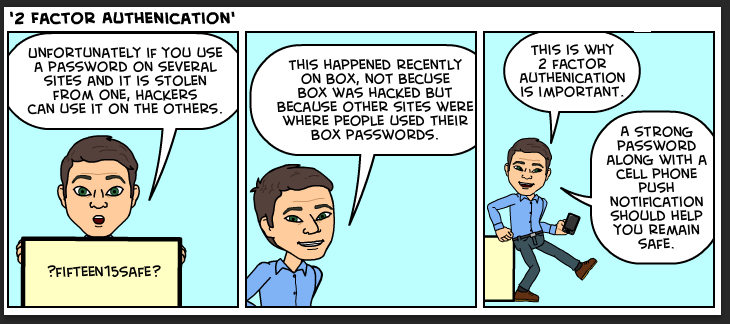 '2 FACTOR AUTHENICATION'
UNFORTUNATELY IF YOU USE
A PASSWORD ON SEVERAL
SITES AND IT IS STOLEN
FROM ONE, HACKERS
CAN USE IT ON THE OTHERS.
?FIFTEEN15SAFE?
THIS HAPPENED RECENTLY
ON BOX, NOT BECUSE
BOX WAS HACKED BUT
BECAUSE OTHER SITES WERE
WHERE PEOPLE USED THEIR
BOX PASSWORDS.
THIS IS WHY
2 FACTOR
AUTHENICATION
IS IMPORTANT.
A STRONG
PASSWORD
ALONG WITH A
CELL PHONE
PUSH
NOTIFICATION
SHOULD HELP
YOU REMAIN
SAFE.